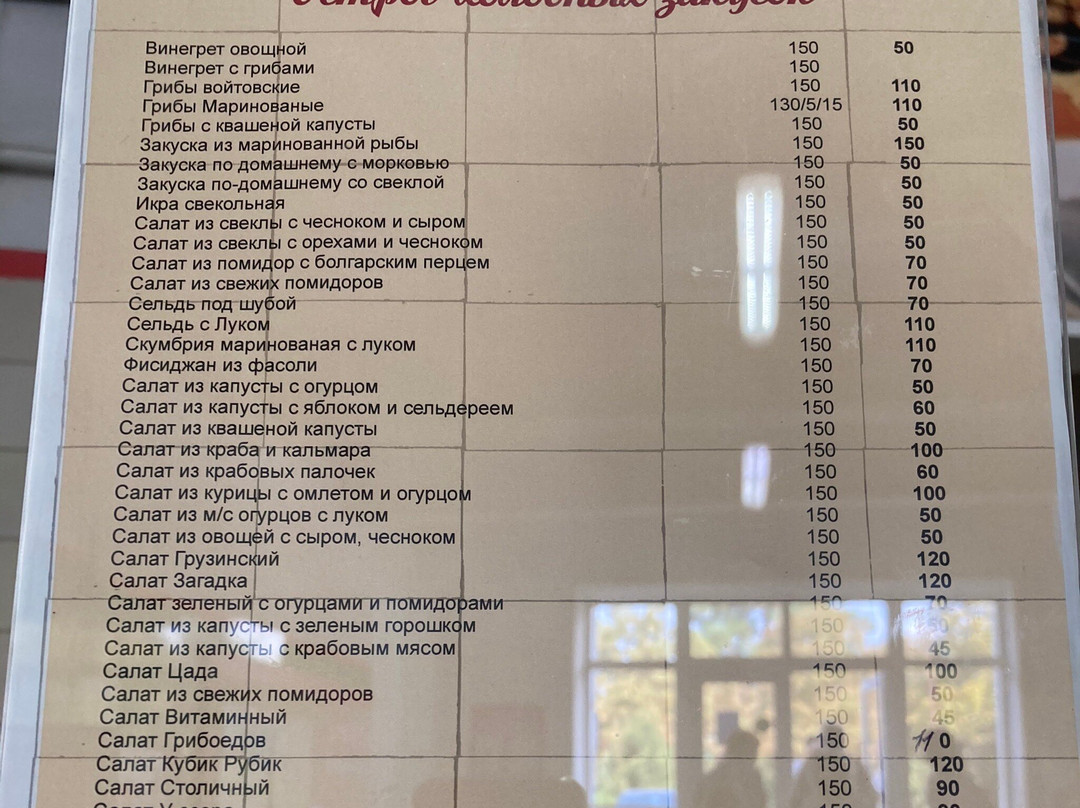 Остров холодных закусок
Винегрет овощной 150 50
Винегрет с грибами 150
Грибы войтовские 150 110
Грибы Маринованые 130/5/15 110
Грибы с квашеной капусты 150 50
Закуска из маринованной рыбы 150 150
Закуска по домашнему с морковью 150 50
Закуска по-домашнему со свеклой 150 50
Икра свекольная 150 50
Салат из свеклы с чесноком и сыром 150 50
Салат из свеклы с орехами и чесноком 150 50
Салат из помидор с болгарским перцем 150 70
Салат из свежих помидоров 150 70
Сельдь под шубой 150 70
Сельдь с Луком 150 110
Скумбрия маринованая с луком 150 110
Фисиджан из фасоли 150 70
Салат из капусты с огурцом 150 50
Салат из капусты с яблоком и сельдереем 150 60
Салат из квашеной капусты 150 50
Салат из краба и кальмара 150 100
Салат из крабовых палочек 150 60
Салат из курицы с омлетом и огурцом 150 100
Салат из м/с огурцов с луком 150 50
Салат из овощей с сыром, чесноком 150 50
Салат Грузинский 150 120
Салат Загадка 150 120
Салат зеленый с огурцами и помидорами 150 70
Салат из капусты с зеленым горошком 150
Салат из капусты с крабовым мясом 150 45
Салат Цада 150 100
Салат из свежих помидоров 150 50
Салат Витаминный 150 45
Салат Грибоедов 150 110
Салат Кубик Рубик 150 120
Салат Столичный 150 90
Салат 150